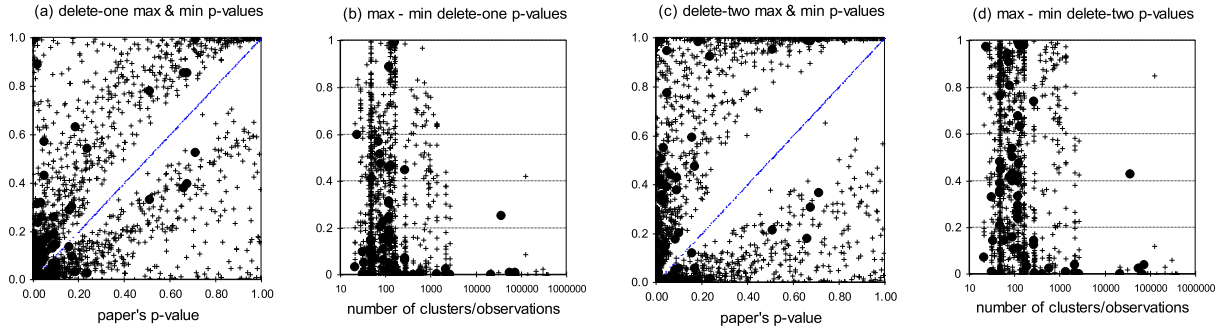 (a) delete-one max & min p-values
1.0
0.8
0.6
0.4
0.2
0.0
0.00 0.20 0.40 0.60 0.80 1.00
paper's p-value
(b) max - min delete-one p-values
1
0.8
0.6
0.4
0.2
0
10 100 1000 10000 100000 1000000
number of clusters/observations
(c) delete-two max & min p-values
1.0
0.8
0.6
0.4
0.2
0.0
0.00 0.20 0.40 0.60 0.80 1.00
paper's p-value
(d) max - min delete-two p-values
1
0.8
0.6
0.4
0.2
0
10 100 1000 10000 100000 1000000
number of clusters/observations